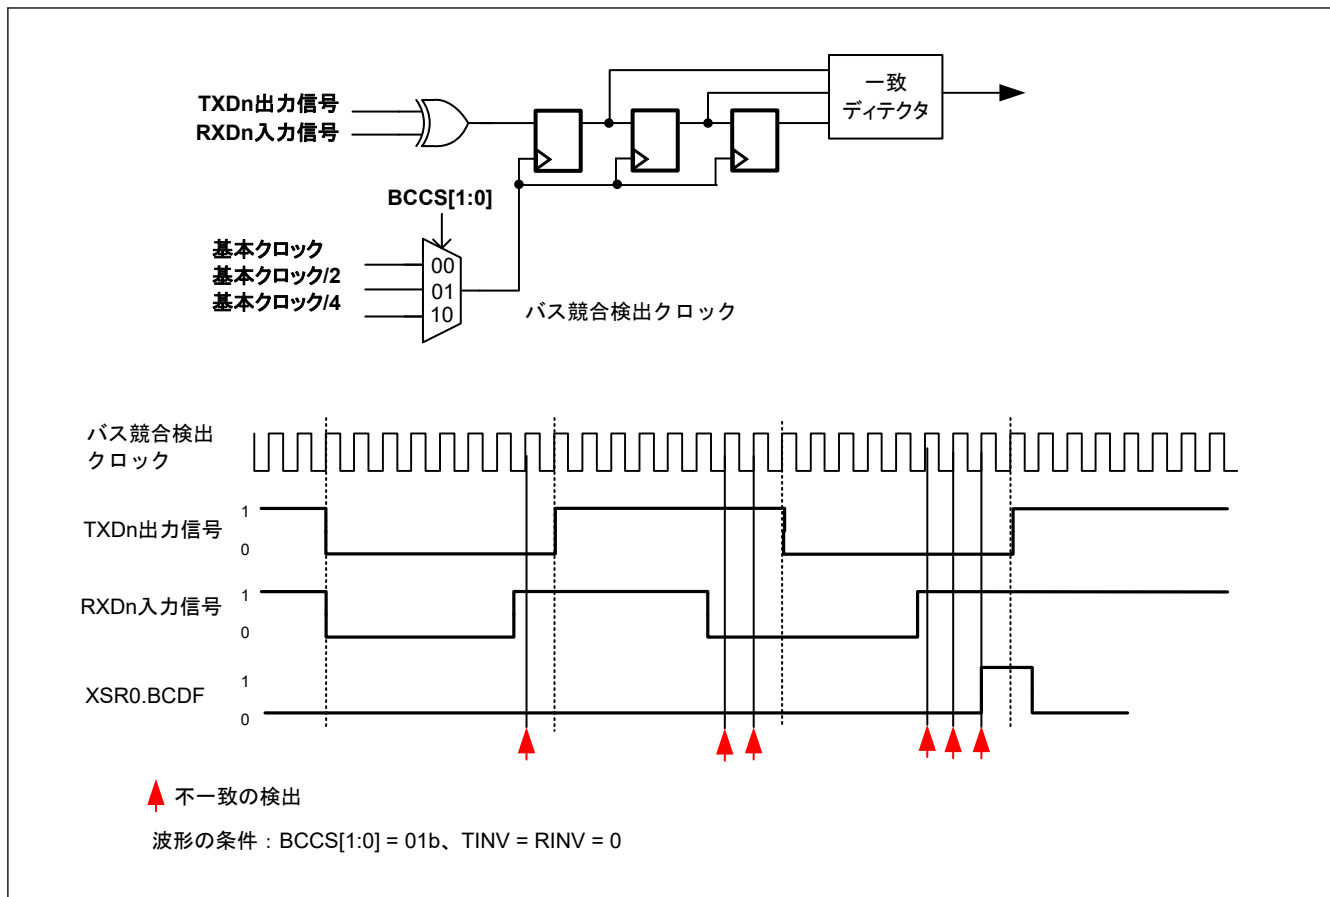 TXDn出力信号
RXDn入力信号
一致
ディテクタ
BCCS[1:0]
基本クロック
基本クロック/2
基本クロック/4
00
01
10
バス競合検出クロック
バス競合検出
クロック
TXDn出力信号
1
0
RXDn入力信号
1
0
XSR0.BCDF
1
0
不一致の検出
波形の条件：BCCS[1:0] = 01b、TINV = RINV = 0